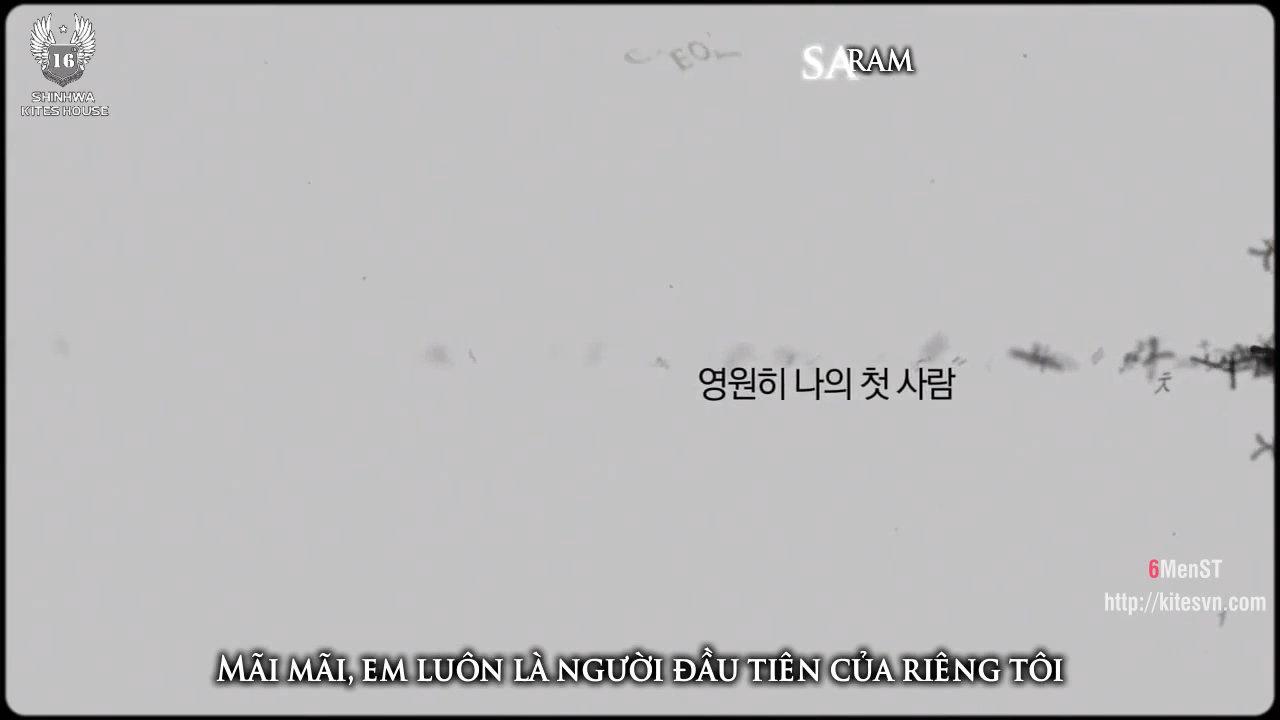 16
SHINHWA
KITES HOUSE
SARAM
영원히 나의 첫 사람
6MenST
http://kitesvn.com
MÃI MÃI, EM LUÔN LÀ NGƯỜI ĐẦU TIÊN CỦA RIÊNG TÔI